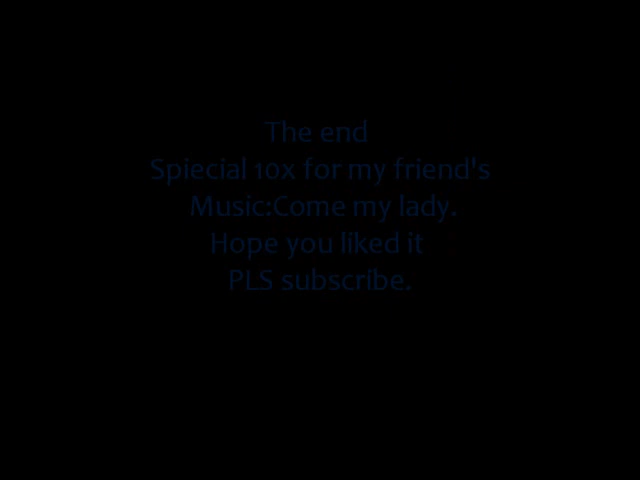 The end
Spiecial 10x for my friend's
Music:Come my lady.
Hope you liked it
PLS subscribe.